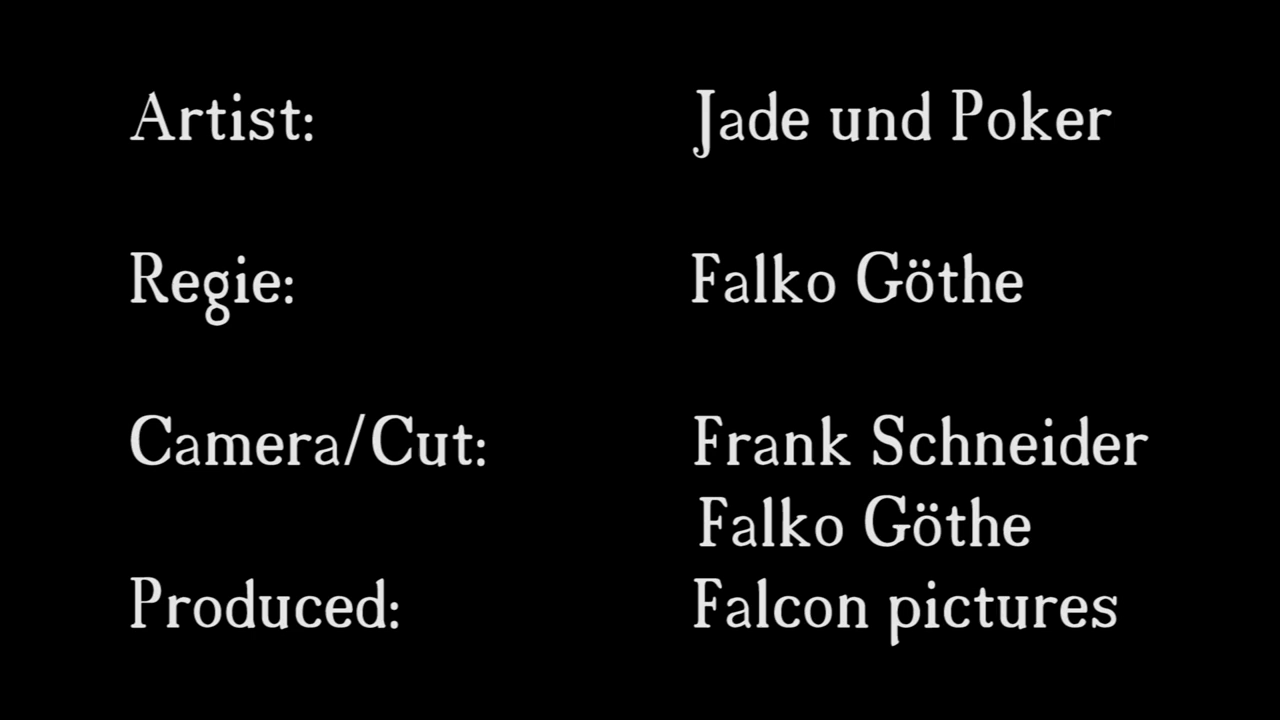 Artist: Jade und Poker
Regie: Falko Göthe
Camera/Cut: Frank Schneider
Falko Göthe
Produced: Falcon pictures